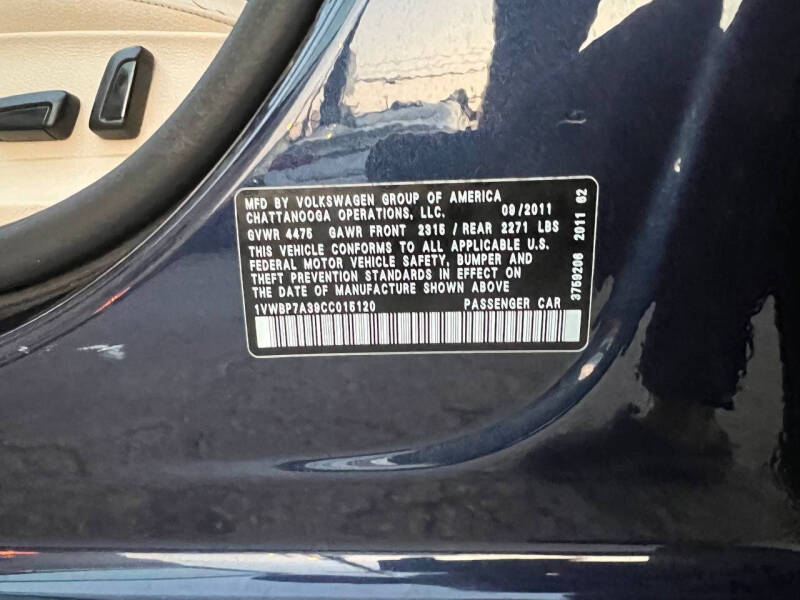 MFD BY VOLKSWAGEN GROUP OF AMERICA
CHATTANOOGA OPERATIONS, LLC. 09/2011
GVWR 4475 GAWR FRONT 2315 / REAR 2271 LBS
THIS VEHICLE CONFORMS TO ALL APPLICABLE U.S.
FEDERAL MOTOR VEHICLE SAFETY, BUMPER AND
THEFT PREVENTION STANDARDS IN EFFECT ON
THE DATE OF MANUFACTURE SHOWN ABOVE
1VWBP7A39CC015120 PASSENGER CAR
3759206 2011 62